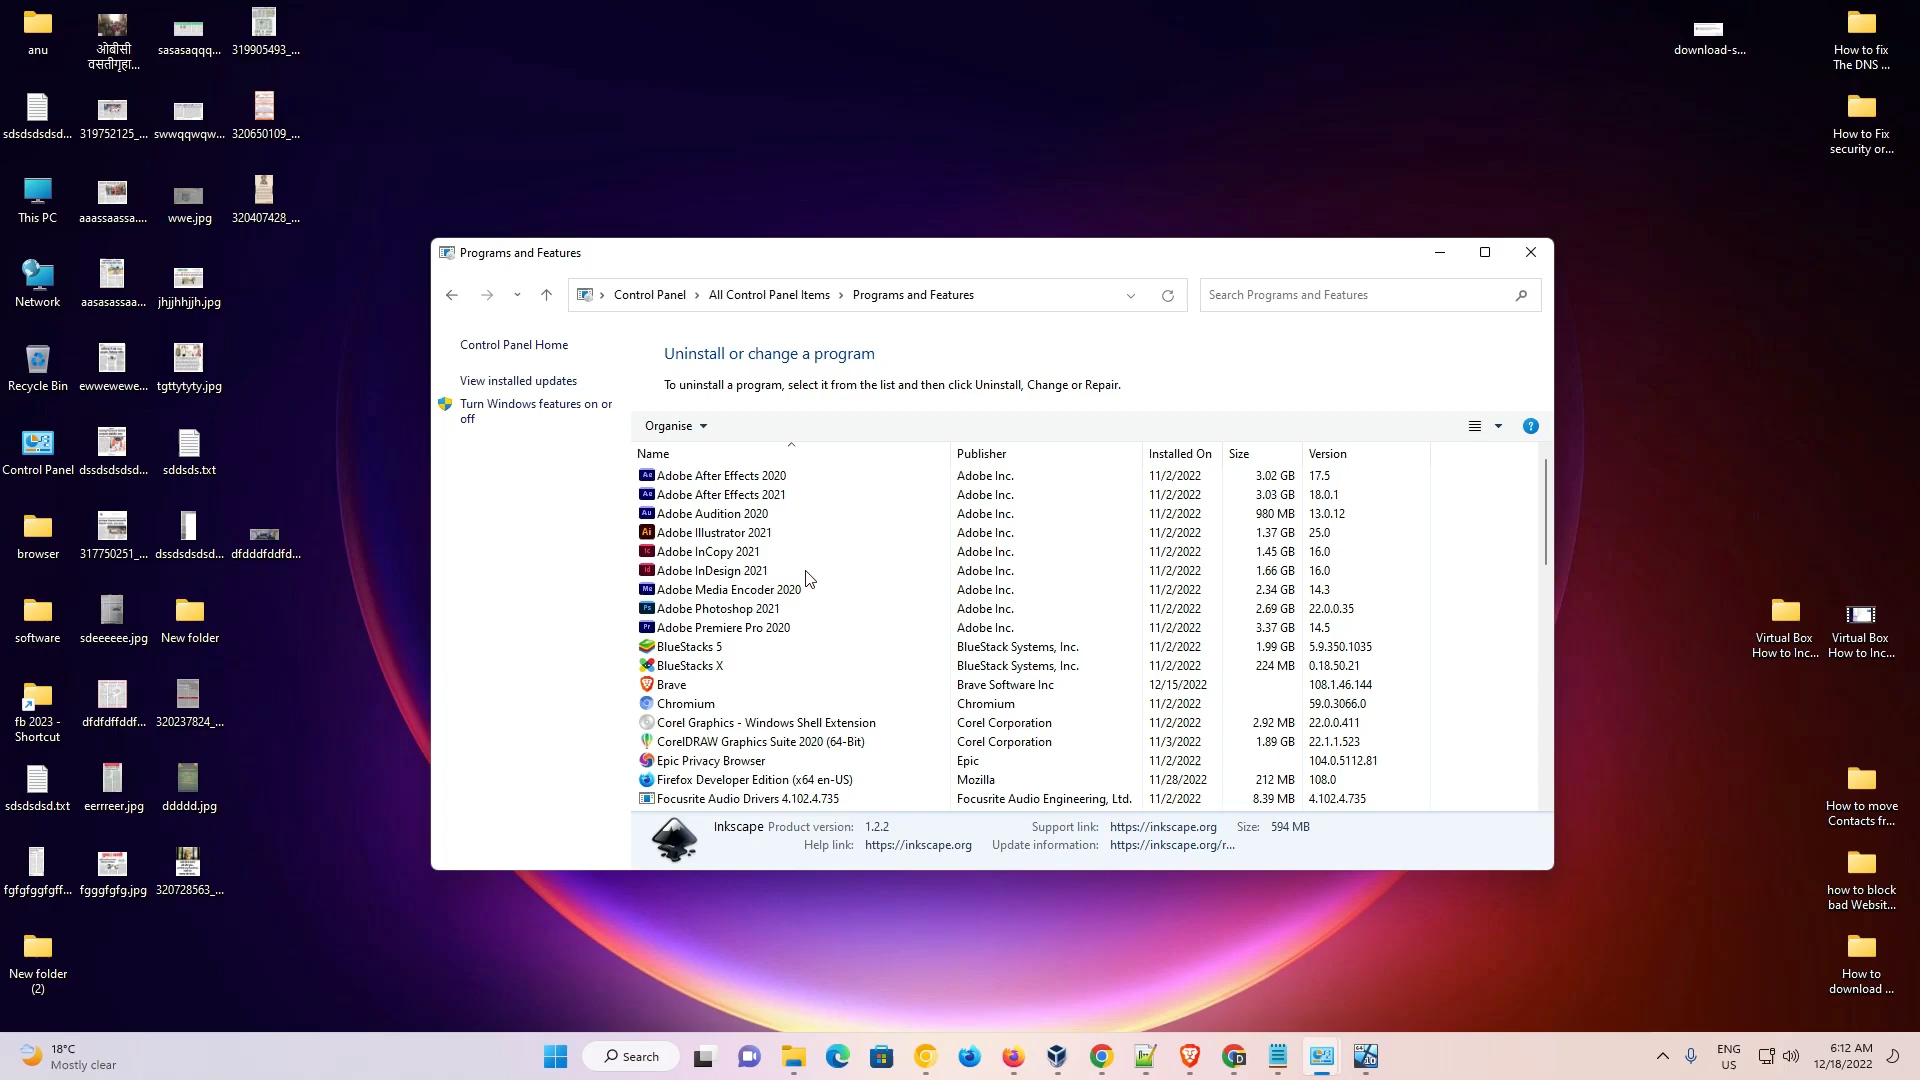 anu
ओबीसी
वसतीगृहा...
sasasaqqq...
319905493_...
download-s...
How to fix
The DNS ...
sdsdsdsdsd...
319752125_...
swwqqwqw...
320650109_...
How to Fix
security or...
This PC
aaassaassa....
wwe.jpg
320407428_...
Network
aasasassaa...
jhjjhhjjh.jpg
Recycle Bin
ewwewewe...
tgttytyty.jpg
Control Panel
dssdsdsdsd...
sddsds.txt
browser
317750251_...
dssdsdsdsd...
dfdddfddfd...
software
sdeeeeee.jpg
New folder
Virtual Box
How to Inc...
Virtual Box
How to Inc...
fb 2023 -
Shortcut
dfdfdffddf...
320237824_...
sdsdsdsd.txt
eerrreer.jpg
ddddd.jpg
How to move
Contacts fr...
fgfgfggfgff...
fgggfgfg.jpg
320728563_...
how to block
bad Websit...
New folder
(2)
How to
download ...
Programs and Features
Control Panel › All Control Panel Items › Programs and Features
Search Programs and Features
Control Panel Home
View installed updates
Turn Windows features on or
off
Uninstall or change a program
To uninstall a program, select it from the list and then click Uninstall, Change or Repair.
Organise
Name Publisher Installed On Size Version
Ae Adobe After Effects 2020 Adobe Inc. 11/2/2022 3.02 GB 17.5
Ae Adobe After Effects 2021 Adobe Inc. 11/2/2022 3.03 GB 18.0.1
Au Adobe Audition 2020 Adobe Inc. 11/2/2022 980 MB 13.0.12
Ai Adobe Illustrator 2021 Adobe Inc. 11/2/2022 1.37 GB 25.0
Ic Adobe InCopy 2021 Adobe Inc. 11/2/2022 1.45 GB 16.0
Id Adobe InDesign 2021 Adobe Inc. 11/2/2022 1.66 GB 16.0
Me Adobe Media Encoder 2020 Adobe Inc. 11/2/2022 2.34 GB 14.3
Ps Adobe Photoshop 2021 Adobe Inc. 11/2/2022 2.69 GB 22.0.0.35
Pr Adobe Premiere Pro 2020 Adobe Inc. 11/2/2022 3.37 GB 14.5
BlueStacks 5 BlueStack Systems, Inc. 11/2/2022 1.99 GB 5.9.350.1035
BlueStacks X BlueStack Systems, Inc. 11/2/2022 224 MB 0.18.50.21
Brave Brave Software Inc 12/15/2022 108.1.46.144
Chromium Chromium 11/2/2022 59.0.3066.0
Corel Graphics - Windows Shell Extension Corel Corporation 11/2/2022 2.92 MB 22.0.0.411
CorelDRAW Graphics Suite 2020 (64-Bit) Corel Corporation 11/3/2022 1.89 GB 22.1.1.523
Epic Privacy Browser Epic 11/2/2022 104.0.5112.81
Firefox Developer Edition (x64 en-US) Mozilla 11/28/2022 212 MB 108.0
Focusrite Audio Drivers 4.102.4.735 Focusrite Audio Engineering, Ltd. 11/2/2022 8.39 MB 4.102.4.735
Inkscape Product version: 1.2.2 Support link: https://inkscape.org Size: 594 MB
Help link: https://inkscape.org Update information: https://inkscape.org/r...
18°C
Mostly clear
Search
ENG
US
6:12 AM
12/18/2022